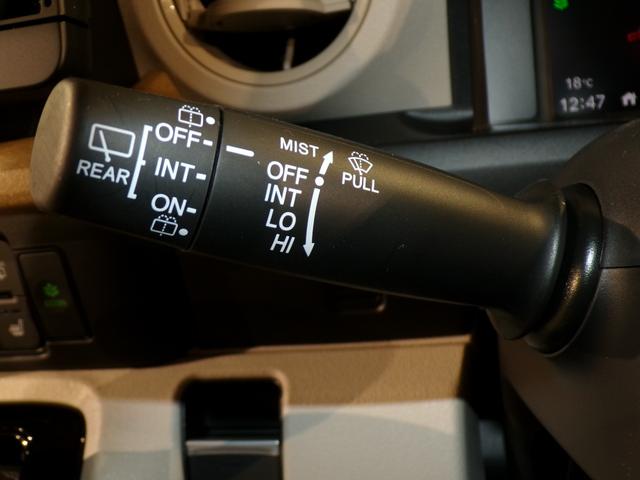 REAR
OFF
INT
ON
MIST
OFF
INT
LO
HI
PULL
18°C
12:47